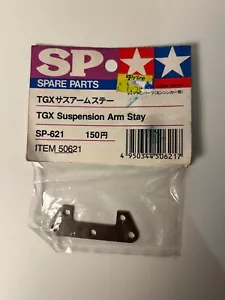 SP・
SPARE PARTS
TGXサスアームステー
TGX Suspension Arm Stay
SP-621 150円
ITEM 50621
4 950344 506217